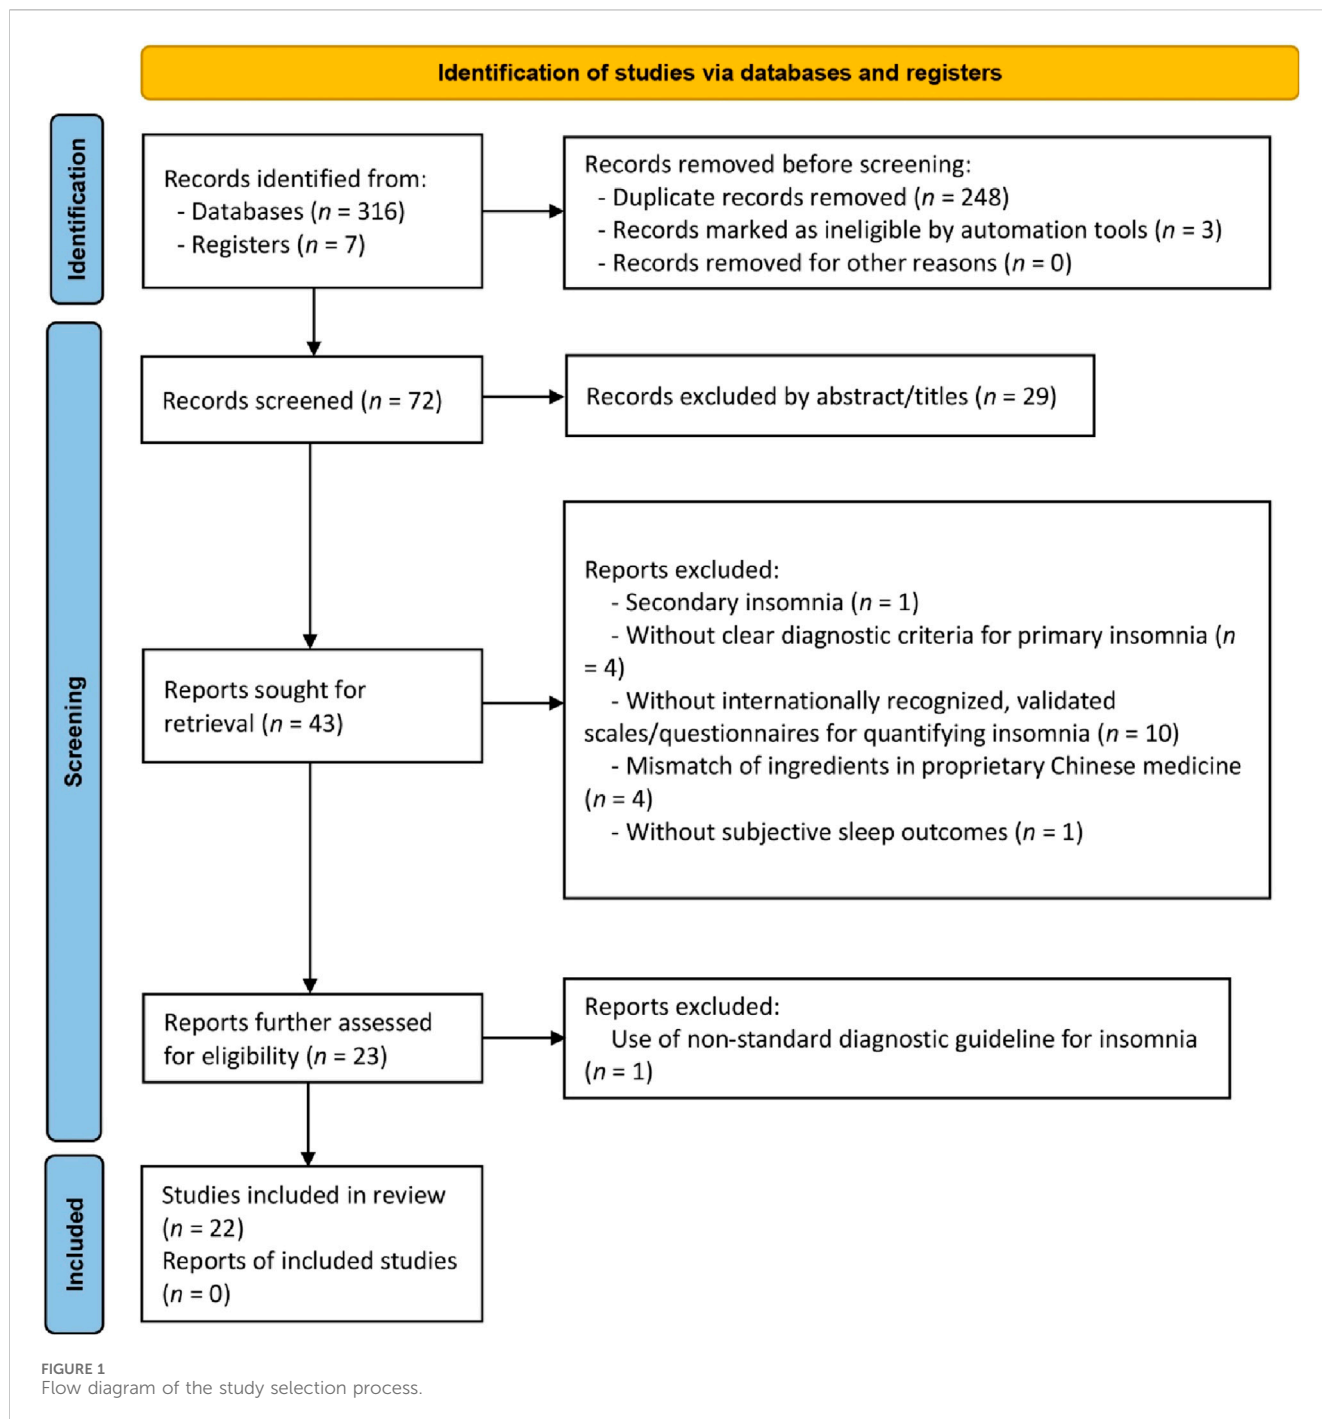 Identification of studies via databases and registers
Identification
Records identified from:
- Databases (n = 316)
- Registers (n = 7)
Records removed before screening:
- Duplicate records removed (n = 248)
- Records marked as ineligible by automation tools (n = 3)
- Records removed for other reasons (n = 0)
Screening
Records screened (n = 72)
Records excluded by abstract/titles (n = 29)
Reports sought for
retrieval (n = 43)
Reports excluded:
- Secondary insomnia (n = 1)
- Without clear diagnostic criteria for primary insomnia (n
= 4)
- Without internationally recognized, validated
scales/questionnaires for quantifying insomnia (n = 10)
- Mismatch of ingredients in proprietary Chinese medicine
(n = 4)
- Without subjective sleep outcomes (n = 1)
Reports further assessed
for eligibility (n = 23)
Reports excluded:
Use of non-standard diagnostic guideline for insomnia
(n = 1)
Included
Studies included in review
(n = 22)
Reports of included studies
(n = 0)
FIGURE 1
Flow diagram of the study selection process.